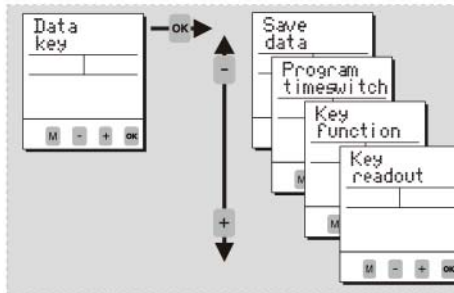 Data
key
M - + OK
OK
-
+
Save
data
Program
timeswitch
M
Key
function
M
Key
readout
M - + OK